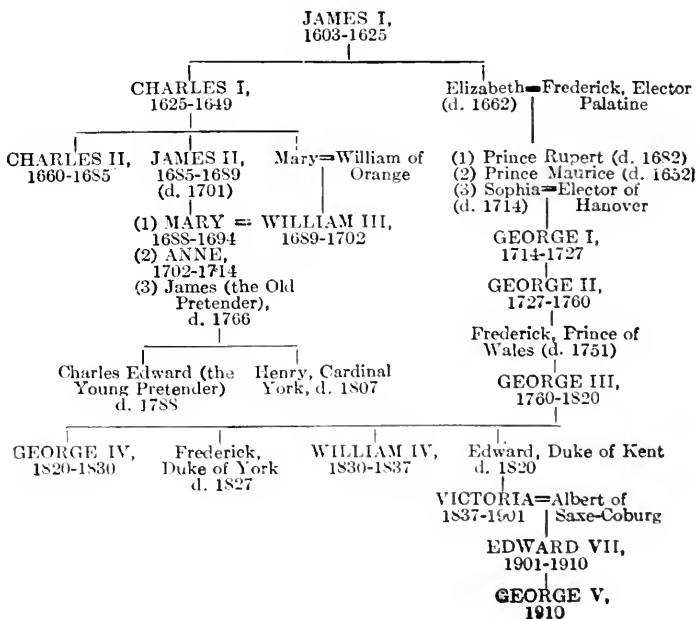 JAMES I,
1603-1625
CHARLES I,
1625-1649
Elizabeth=Frederick, Elector
(d. 1662) Palatine
CHARLES II,
1660-1685
JAMES II,
1685-1689
(d. 1701)
Mary=William of
Orange
(1) Prince Rupert (d. 1682)
(2) Prince Maurice (d. 1652)
(3) Sophia=Elector of
(d. 1714) Hanover
(1) MARY = WILLIAM III,
1688-1694 1689-1702
(2) ANNE,
1702-1714
(3) James (the Old
Pretender),
d. 1766
GEORGE I,
1714-1727
GEORGE II,
1727-1760
Frederick, Prince of
Wales (d. 1751)
GEORGE III,
1760-1820
Charles Edward (the
Young Pretender)
d. 1788
Henry, Cardinal
York, d. 1807
GEORGE IV,
1820-1830
Frederick,
Duke of York
d. 1827
WILLIAM IV,
1830-1837
Edward, Duke of Kent
d. 1820
VICTORIA=Albert of
1837-1901 Saxe-Coburg
EDWARD VII,
1901-1910
GEORGE V,
1910